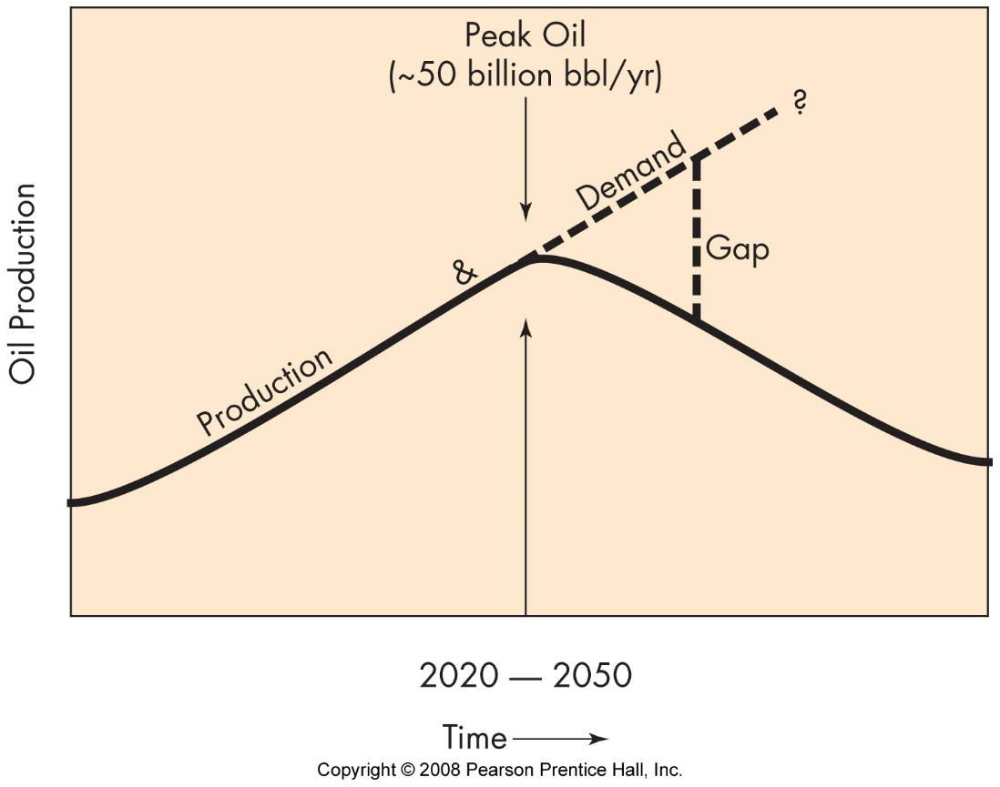 Peak Oil
(~50 billion bbl/yr)
?
Demand
Gap
&
Production
Oil Production
2020 — 2050
Time
Copyright © 2008 Pearson Prentice Hall, Inc.